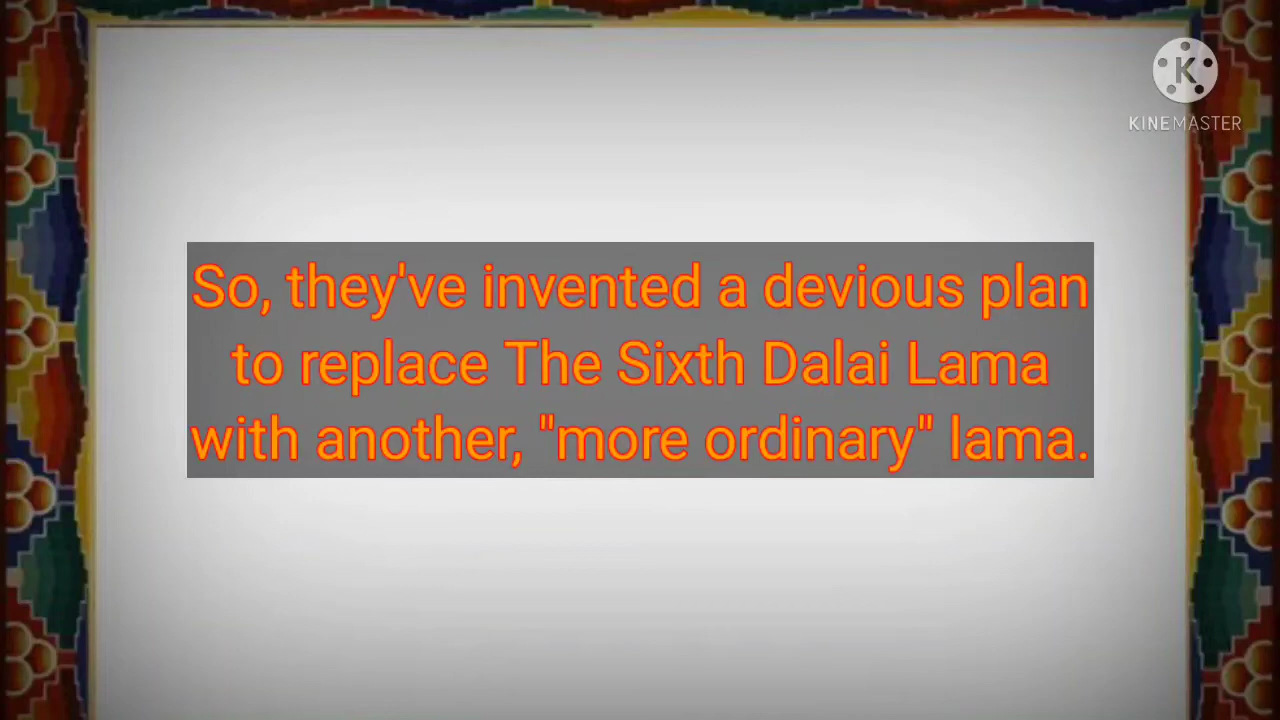 K
KINEMASTER
So, they've invented a devious plan
to replace The Sixth Dalai Lama
with another, "more ordinary" lama.